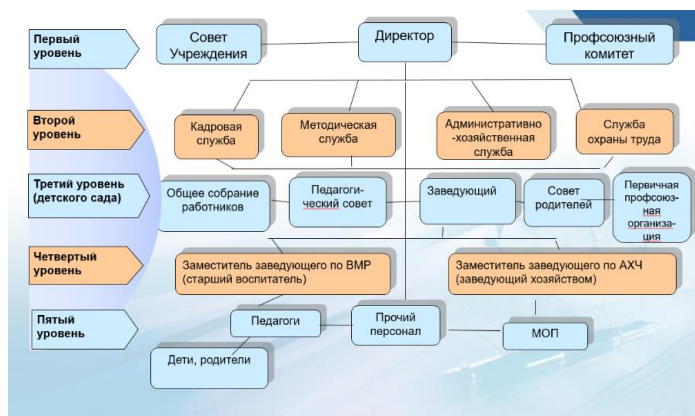 Первый
уровень
Совет
Учреждения
Директор
Профсоюзный
комитет
Второй
уровень
Кадровая
служба
Методическая
служба
Административно
-хозяйственная
служба
Служба
охраны труда
Третий уровень
(детского сада)
Общее собрание
работников
Педагоги-
ческий совет
Заведующий
Совет
родителей
Первичная
профсоюз-
ная
организа-
ция
Четвертый
уровень
Заместитель заведующего по ВМР
(старший воспитатель)
Заместитель заведующего по АХЧ
(заведующий хозяйством)
Пятый
уровень
Педагоги
Прочий
персонал
МОП
Дети, родители